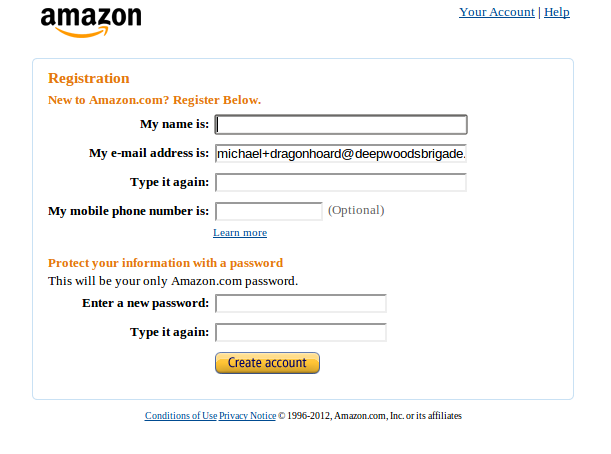 amazon
Your Account | Help
Registration
New to Amazon.com? Register Below.
My name is:
My e-mail address is: michael+dragonhoard@deepwoodsbrigade.
Type it again:
My mobile phone number is: (Optional)
Learn more
Protect your information with a password
This will be your only Amazon.com password.
Enter a new password:
Type it again:
Create account
Conditions of Use Privacy Notice © 1996-2012, Amazon.com, Inc. or its affiliates